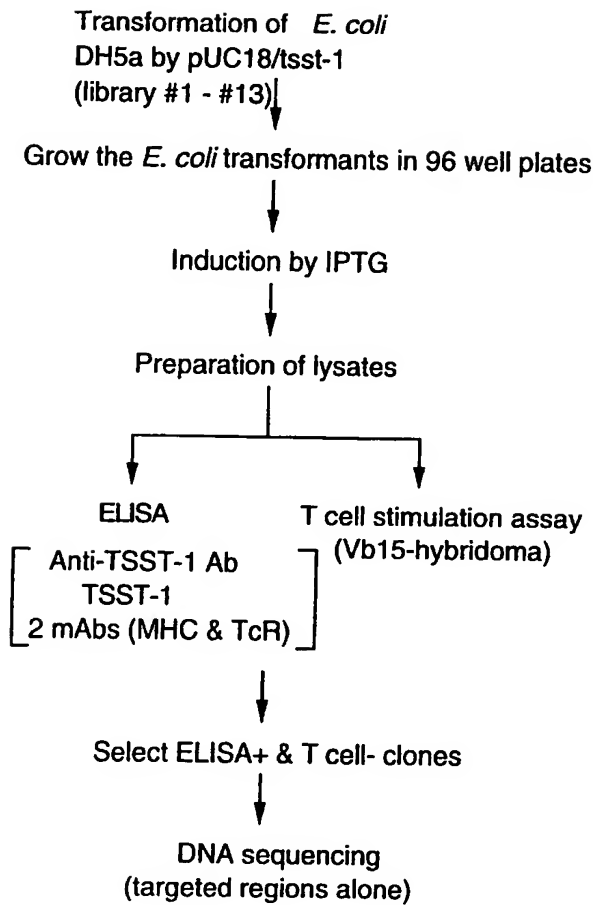 Transformation of E. coli
DH5a by pUC18/tsst-1
(library #1 - #13)
Grow the E. coli transformants in 96 well plates
Induction by IPTG
Preparation of lysates
ELISA
Anti-TSST-1 Ab
TSST-1
2 mAbs (MHC & TcR)
T cell stimulation assay
(Vb15-hybridoma)
Select ELISA+ & T cell- clones
DNA sequencing
(targeted regions alone)